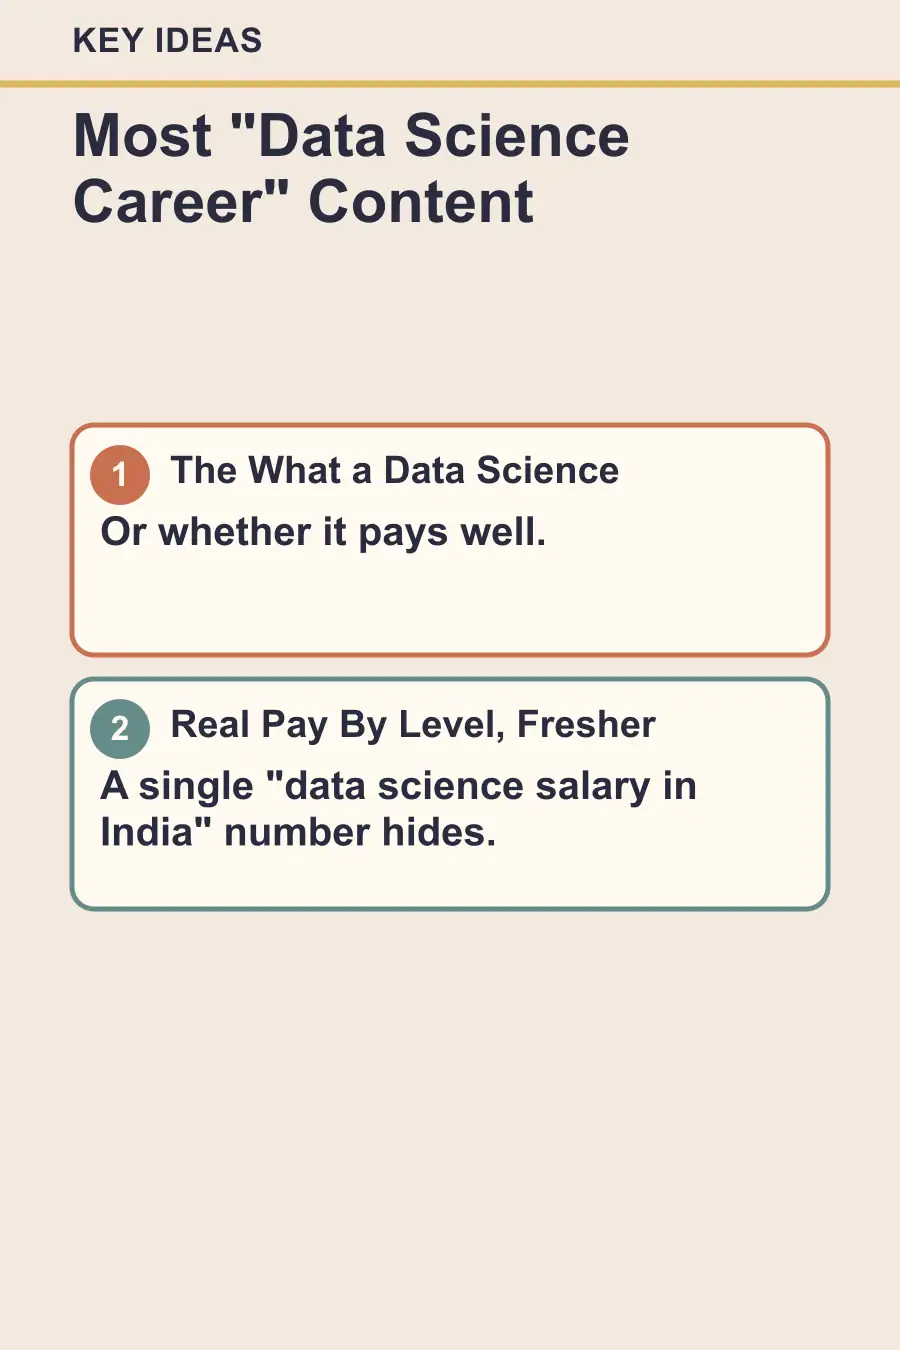 KEY IDEAS
Most "Data Science
Career" Content
1 The What a Data Science
Or whether it pays well.
2 Real Pay By Level, Fresher
A single "data science salary in
India" number hides.